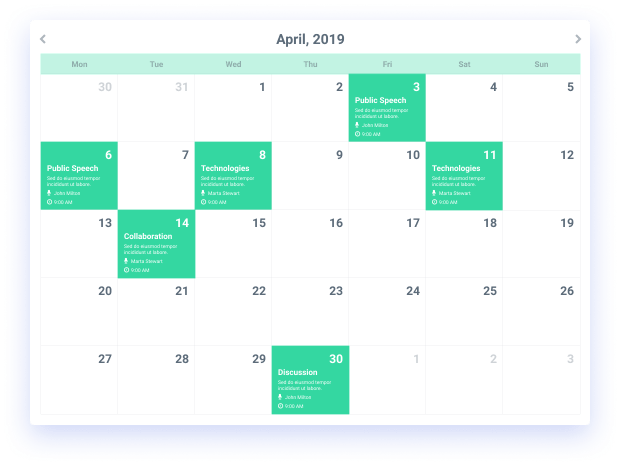 April, 2019
Mon Tue Wed Thu Fri Sat Sun
30 31 1 2 3 4 5
Public Speech
Sed do eiusmod tempor
incididunt ut labore.
John Milton
9:00 AM
6 7 8 9 10 11 12
Public Speech Technologies Technologies
Sed do eiusmod tempor Sed do eiusmod tempor Sed do eiusmod tempor
incididunt ut labore. incididunt ut labore. incididunt ut labore.
John Milton Marta Stewart Marta Stewart
9:00 AM 9:00 AM 9:00 AM
13 14 15 16 17 18 19
Collaboration
Sed do eiusmod tempor
incididunt ut labore.
Marta Stewart
9:00 AM
20 21 22 23 24 25 26
27 28 29 30 1 2 3
Discussion
Sed do eiusmod tempor
incididunt ut labore.
John Milton
9:00 AM